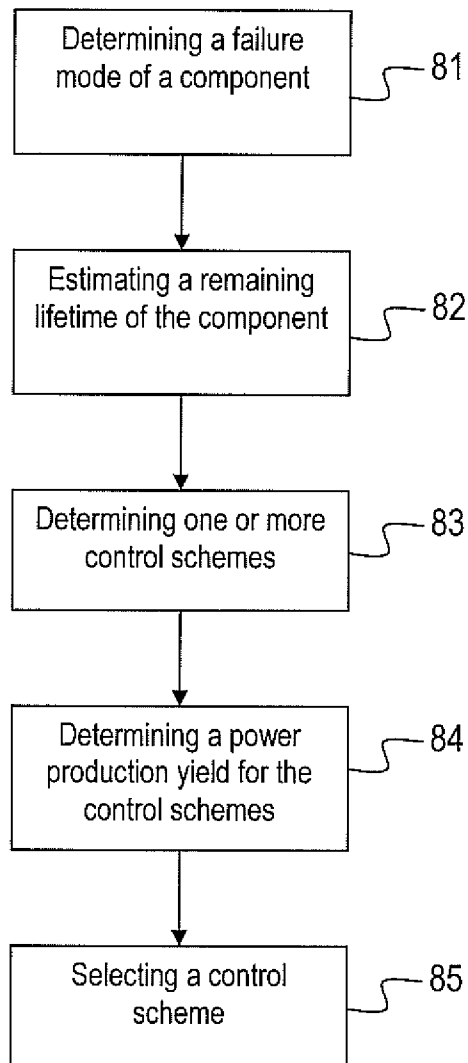 Determining a failure
mode of a component
81
Estimating a remaining
lifetime of the component
82
Determining one or more
control schemes
83
Determining a power
production yield for the
control schemes
84
Selecting a control
scheme
85